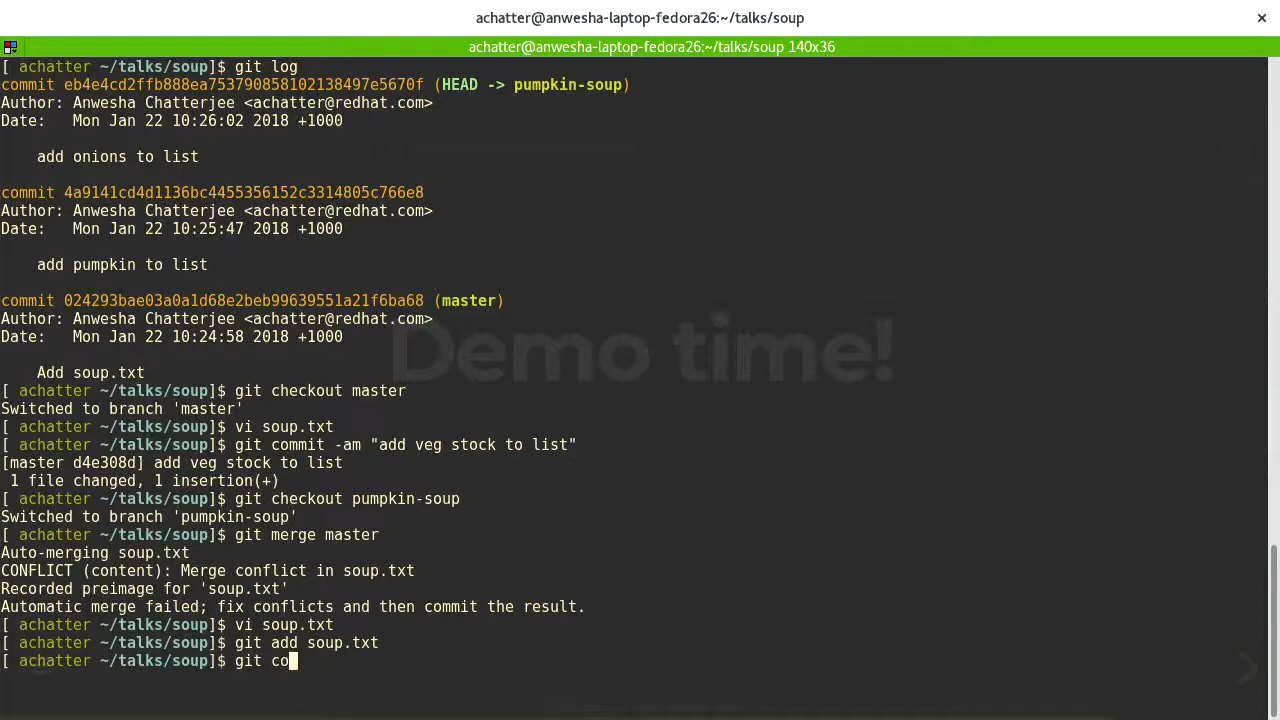 achatter@anwesha-laptop-fedora26:~/talks/soup
achatter@anwesha-laptop-fedora26:~/talks/soup 140x36
[ achatter ~/talks/soup]$ git log
commit eb4e4cd2ffb888ea753790858102138497e5670f (HEAD -> pumpkin-soup)
Author: Anwesha Chatterjee <achatter@redhat.com>
Date:   Mon Jan 22 10:26:02 2018 +1000
    add onions to list
commit 4a9141cd4d1136bc4455356152c3314805c766e8
Author: Anwesha Chatterjee <achatter@redhat.com>
Date:   Mon Jan 22 10:25:47 2018 +1000
    add pumpkin to list
commit 024293bae03a0a1d68e2beb99639551a21f6ba68 (master)
Author: Anwesha Chatterjee <achatter@redhat.com>
Date:   Mon Jan 22 10:24:58 2018 +1000
Demo time!
    Add soup.txt
[ achatter ~/talks/soup]$ git checkout master
Switched to branch 'master'
[ achatter ~/talks/soup]$ vi soup.txt
[ achatter ~/talks/soup]$ git commit -am "add veg stock to list"
[master d4e308d] add veg stock to list
 1 file changed, 1 insertion(+)
[ achatter ~/talks/soup]$ git checkout pumpkin-soup
Switched to branch 'pumpkin-soup'
[ achatter ~/talks/soup]$ git merge master
Auto-merging soup.txt
CONFLICT (content): Merge conflict in soup.txt
Recorded preimage for 'soup.txt'
Automatic merge failed; fix conflicts and then commit the result.
[ achatter ~/talks/soup]$ vi soup.txt
[ achatter ~/talks/soup]$ git add soup.txt
[ achatter ~/talks/soup]$ git co